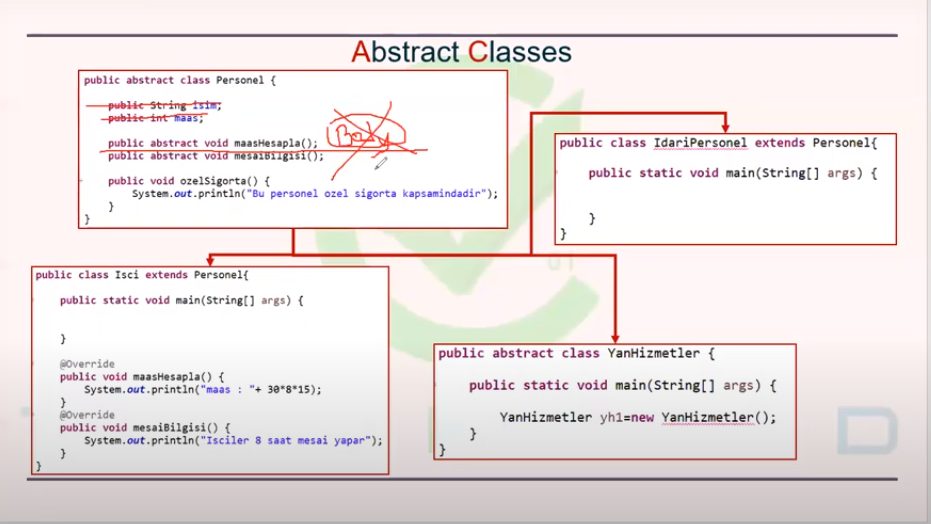 Abstract Classes
public abstract class Personel {
public String isim;
public int maas;
public abstract void maasHesapla();
Body
public abstract void mesaiBilgisi();
public void ozelSigorta() {
System.out.println("Bu personel ozel sigorta kapsamindadir");
}
}
public class IdariPersonel extends Personel{
public static void main(String[] args) {
}
}
public class Isci extends Personel{
public static void main(String[] args) {
}
@Override
public void maasHesapla() {
System.out.println("maas : "+ 30*8*15);
}
@Override
public void mesaiBilgisi() {
System.out.println("Isciler 8 saat mesai yapar");
}
}
public abstract class YanHizmetler {
public static void main(String[] args) {
YanHizmetler yh1=new YanHizmetler();
}
}